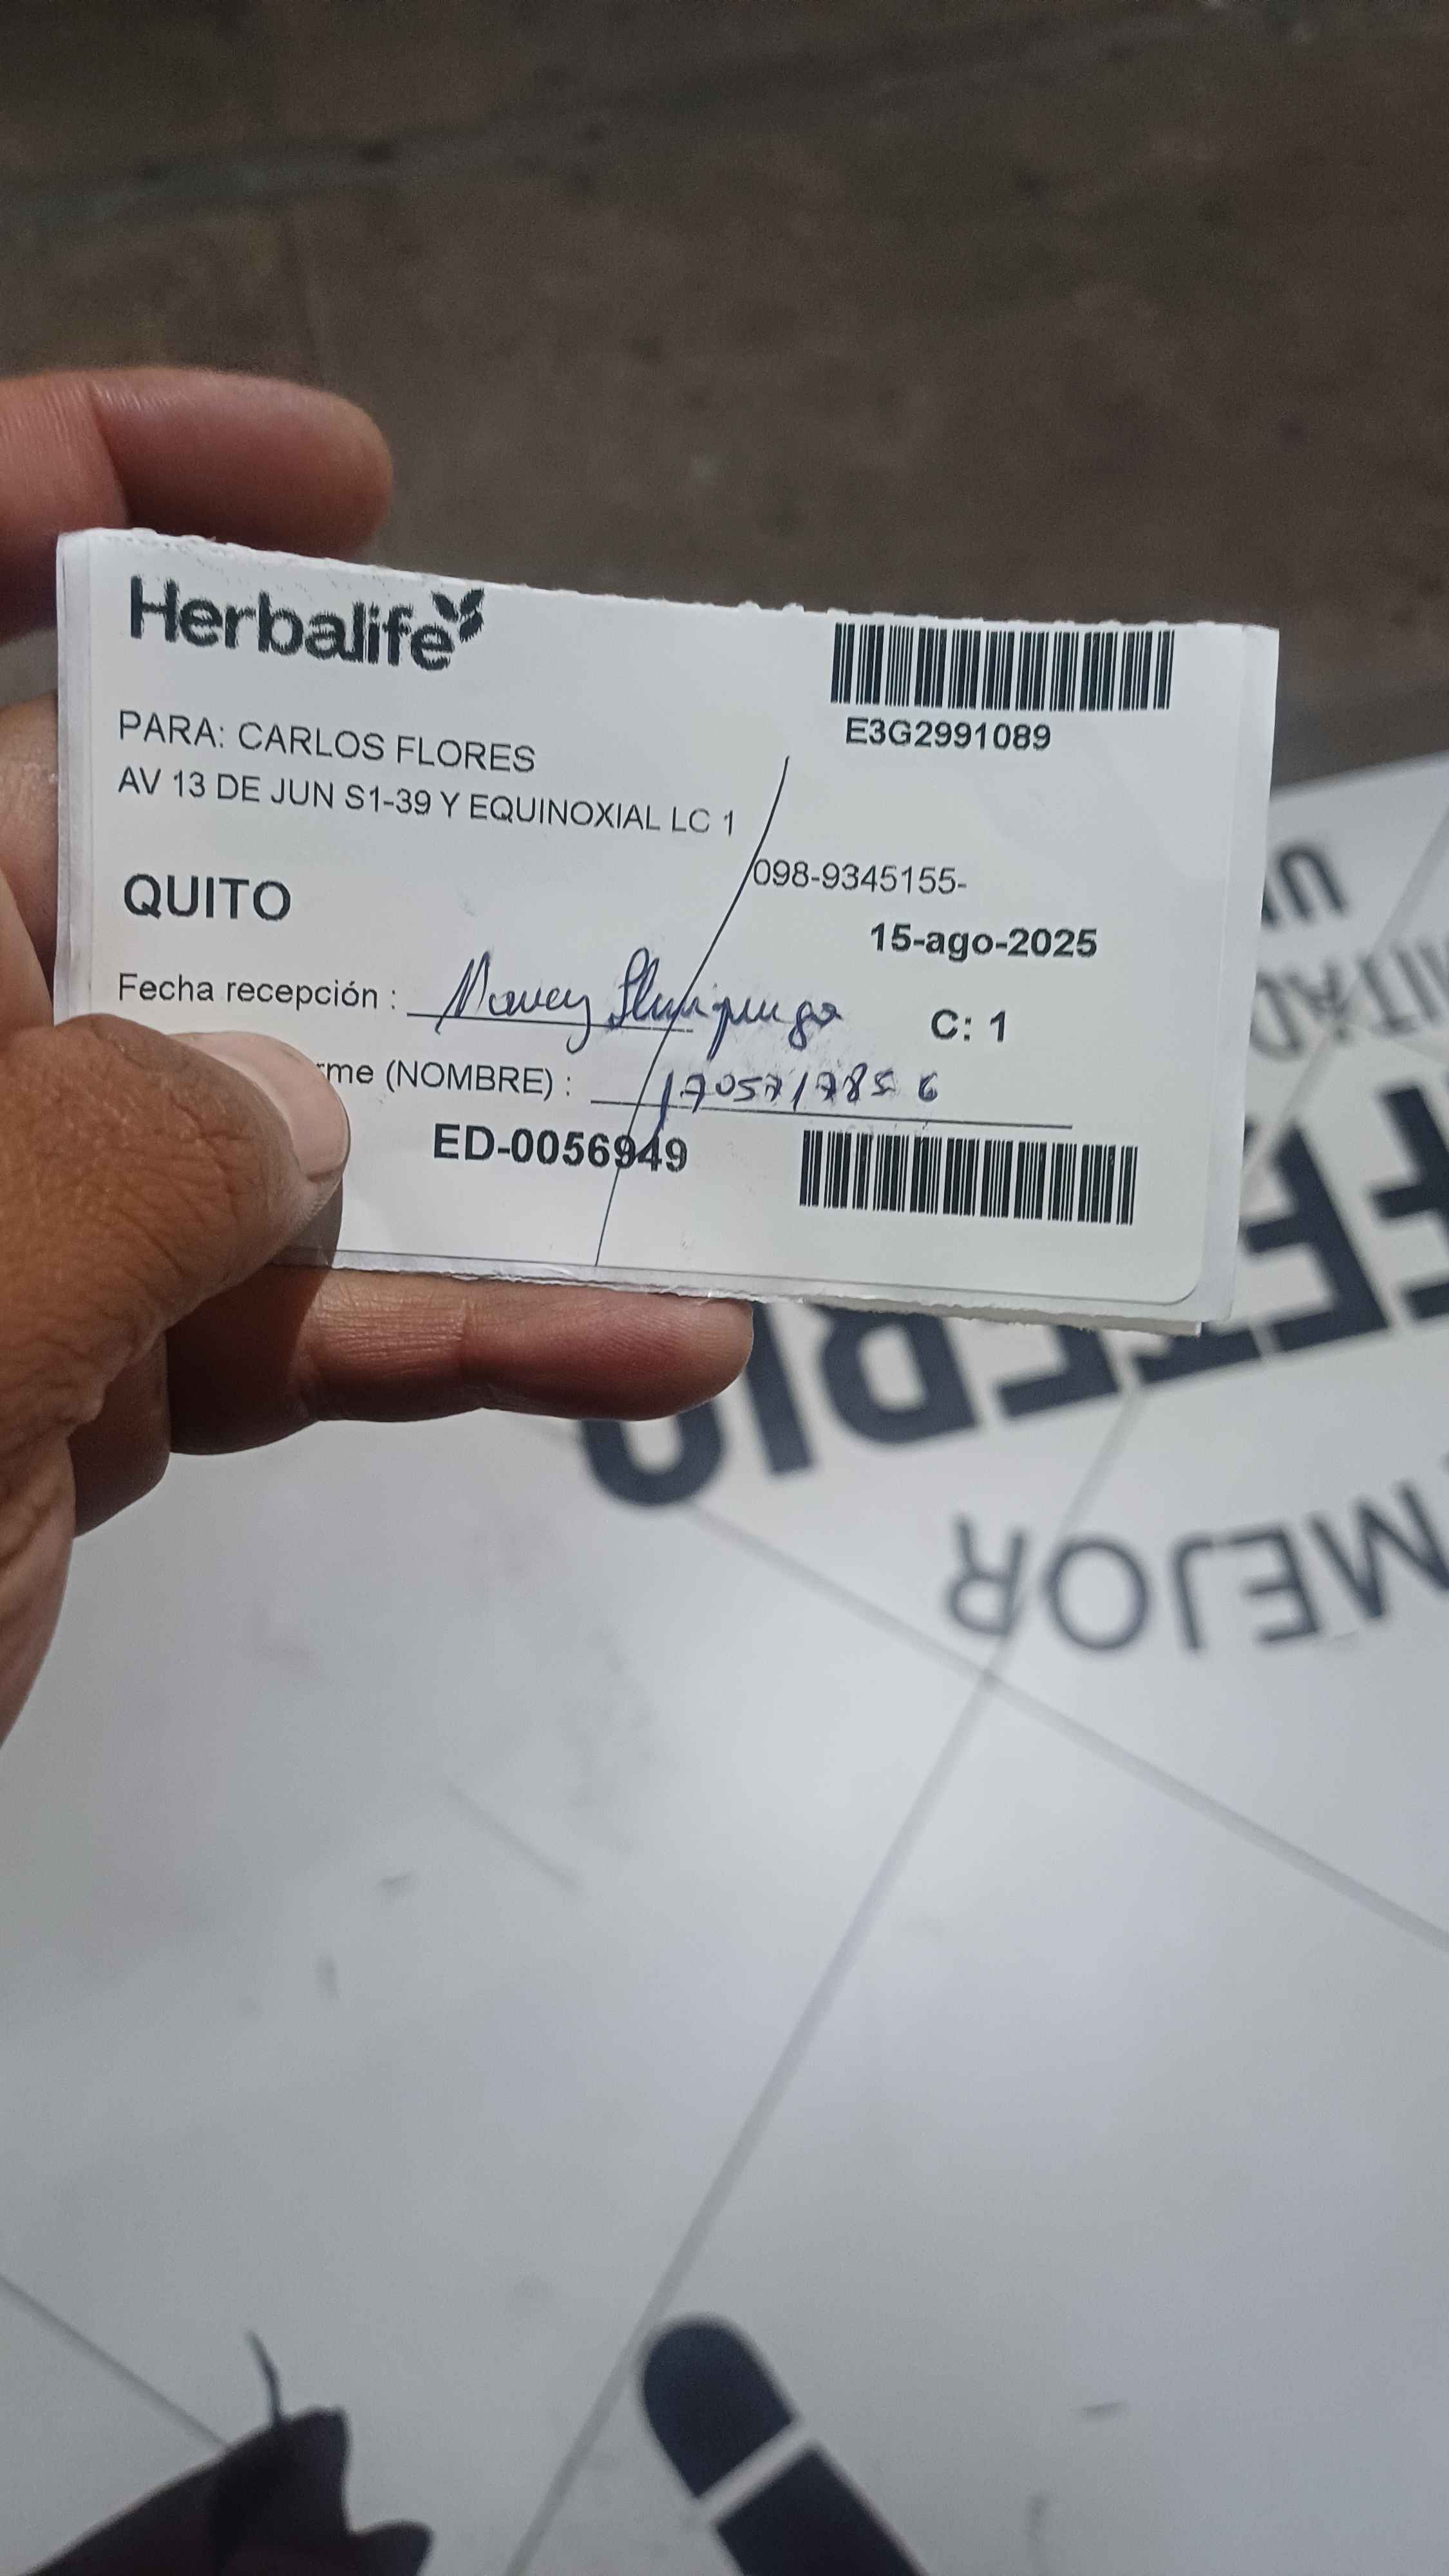 Herbalife
E3G2991089
PARA: CARLOS FLORES
AV 13 DE JUN S1-39 Y EQUINOXIAL LC 1
098-9345155-
QUITO
15-ago-2025
Fecha recepción :
C: 1
rme (NOMBRE) : 1705717856
ED-0056949
MEJOR